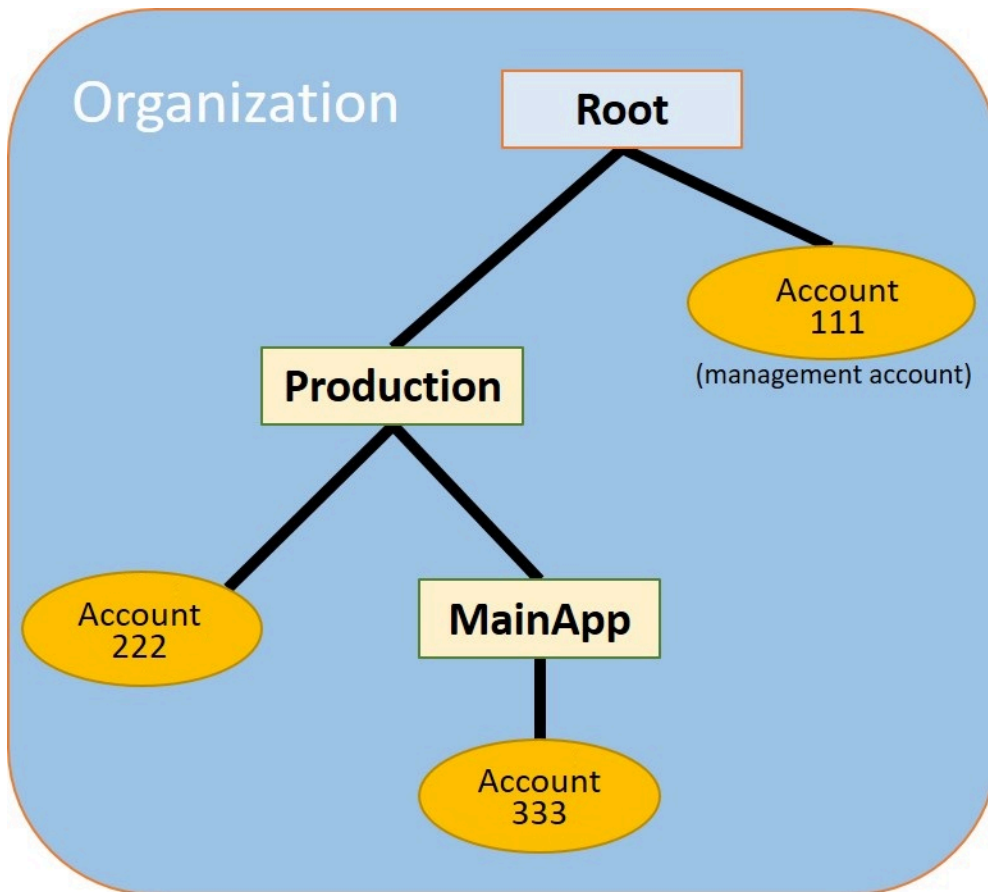 Organization
Root
Account
111
(management account)
Production
Account
222
MainApp
Account
333